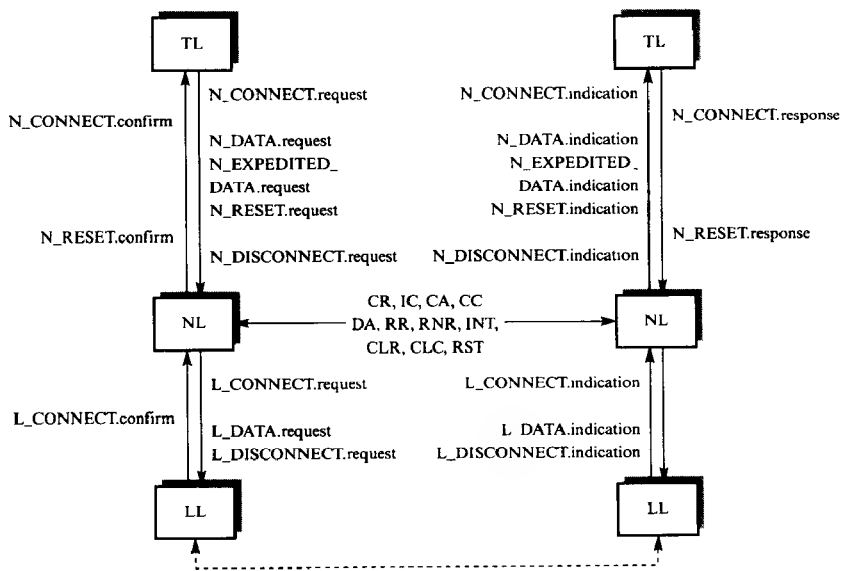 TL
TL
N_CONNECT.request
N_CONNECT.confirm
N_DATA.request
N_EXPEDITED_
DATA.request
N_RESET.request
N_RESET.confirm
N_DISCONNECT.request
N_CONNECT.indication
N_CONNECT.response
N_DATA.indication
N_EXPEDITED_
DATA.indication
N_RESET.indication
N_RESET.response
N_DISCONNECT.indication
NL
CR, IC, CA, CC
DA, RR, RNR, INT,
CLR, CLC, RST
NL
L_CONNECT.request
L_CONNECT.confirm
L_DATA.request
L_DISCONNECT.request
L_CONNECT.indication
L_DATA.indication
L_DISCONNECT.indication
LL
LL